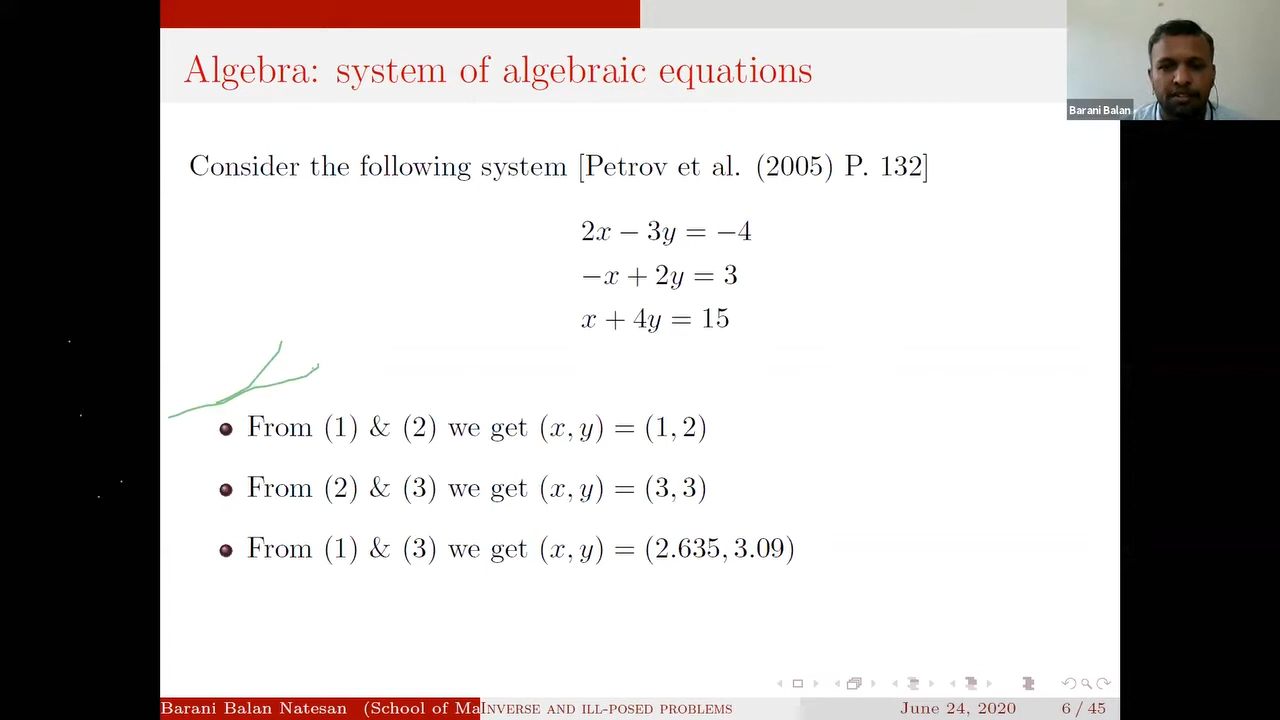 Algebra: system of algebraic equations
Barani Balan
Consider the following system [Petrov et al. (2005) P. 132]
2x − 3y = −4
−x + 2y = 3
x + 4y = 15
From (1) & (2) we get (x, y) = (1, 2)
From (2) & (3) we get (x, y) = (3, 3)
From (1) & (3) we get (x, y) = (2.635, 3.09)
Barani Balan Natesan (School of Ma
INVERSE AND ILL-POSED PROBLEMS
June 24, 2020 6 / 45